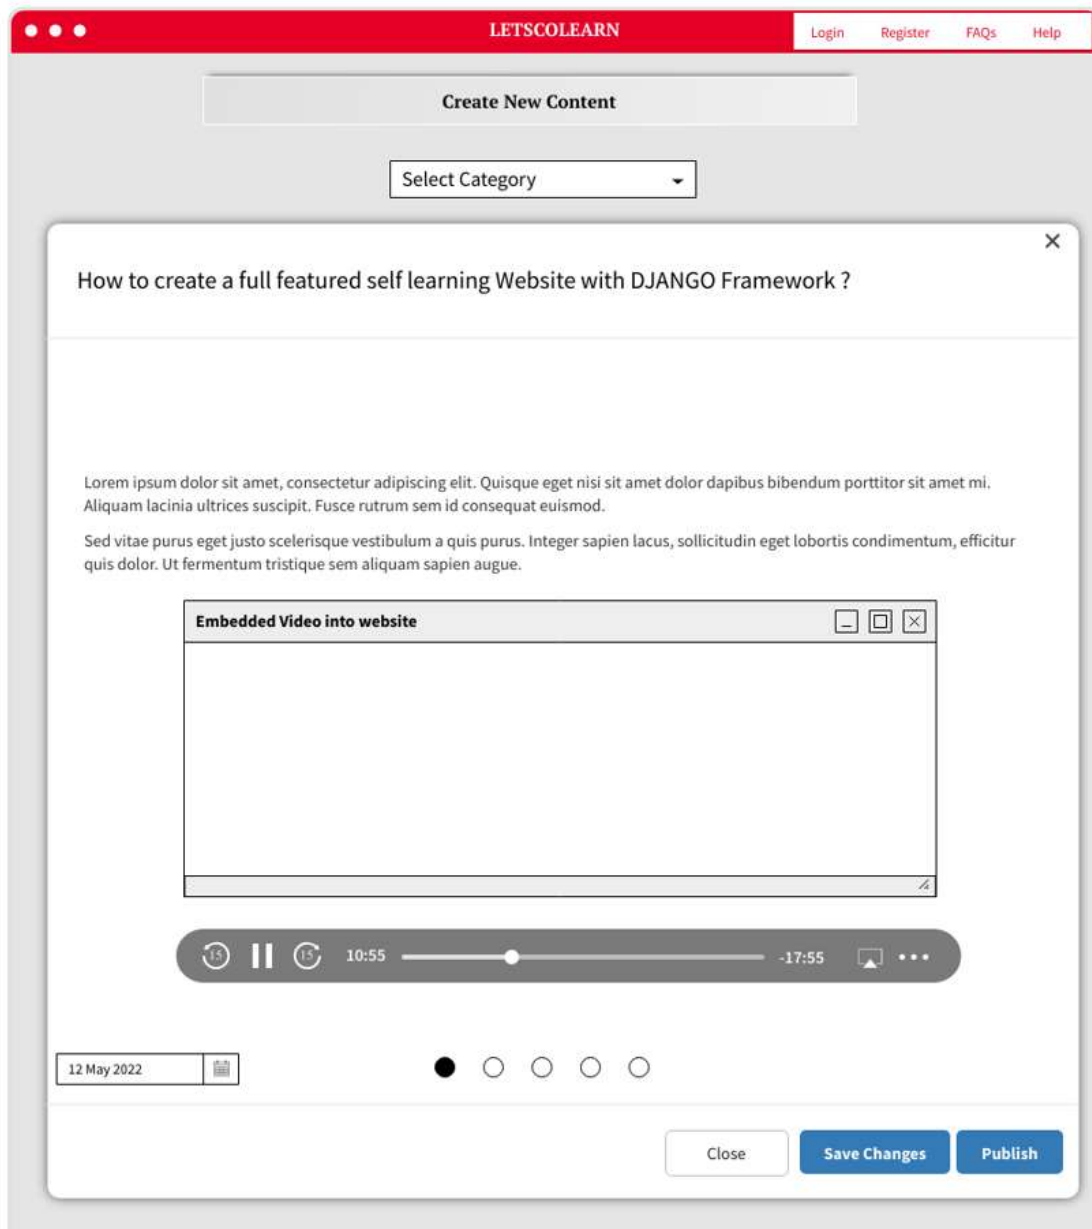 LETSCOLEARN
Login Register FAQs Help
Create New Content
Select Category
How to create a full featured self learning Website with DJANGO Framework ?
Lorem ipsum dolor sit amet, consectetur adipiscing elit. Quisque eget nisi sit amet dolor dapibus bibendum porttitor sit amet mi.
Aliquam lacinia ultrices suscipit. Fusce rutrum sem id consequat euismod.
Sed vitae purus eget justo scelerisque vestibulum a quis purus. Integer sapien lacus, sollicitudin eget lobortis condimentum, efficitur
quis dolor. Ut fermentum tristique sem aliquam sapien augue.
Embedded Video into website
15 15 10:55 -17:55
12 May 2022
Close Save Changes Publish